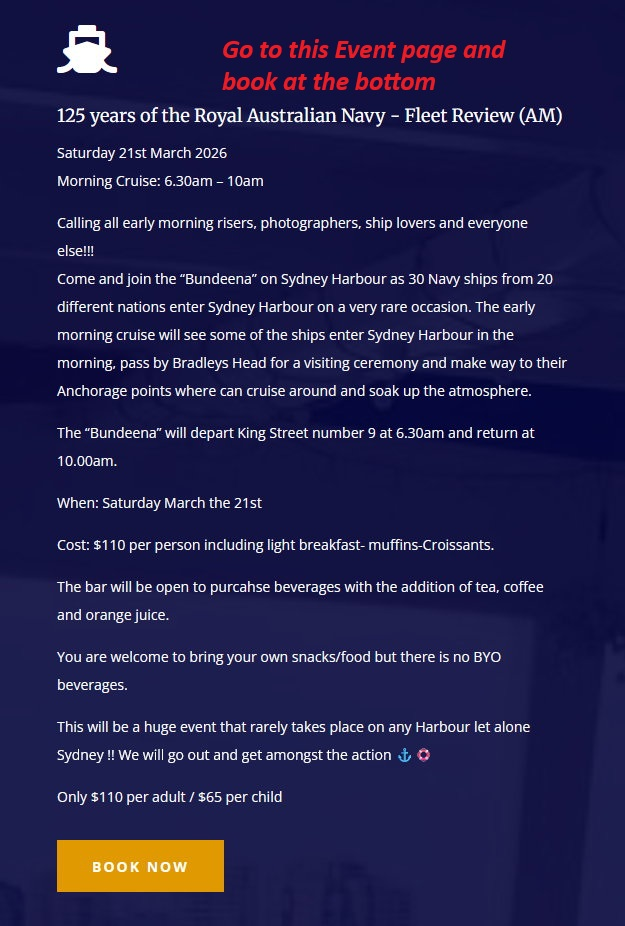 Go to this Event page and
book at the bottom
125 years of the Royal Australian Navy – Fleet Review (AM)
Saturday 21st March 2026
Morning Cruise: 6.30am – 10am
Calling all early morning risers, photographers, ship lovers and everyone
else!!!
Come and join the “Bundeena” on Sydney Harbour as 30 Navy ships from 20
different nations enter Sydney Harbour on a very rare occasion. The early
morning cruise will see some of the ships enter Sydney Harbour in the
morning, pass by Bradleys Head for a visiting ceremony and make way to their
Anchorage points where can cruise around and soak up the atmosphere.
The “Bundeena” will depart King Street number 9 at 6.30am and return at
10.00am.
When: Saturday March the 21st
Cost: $110 per person including light breakfast- muffins-Croissants.
The bar will be open to purcahse beverages with the addition of tea, coffee
and orange juice.
You are welcome to bring your own snacks/food but there is no BYO
beverages.
This will be a huge event that rarely takes place on any Harbour let alone
Sydney !! We will go out and get amongst the action ⚓ 🛟
Only $110 per adult / $65 per child
BOOK NOW